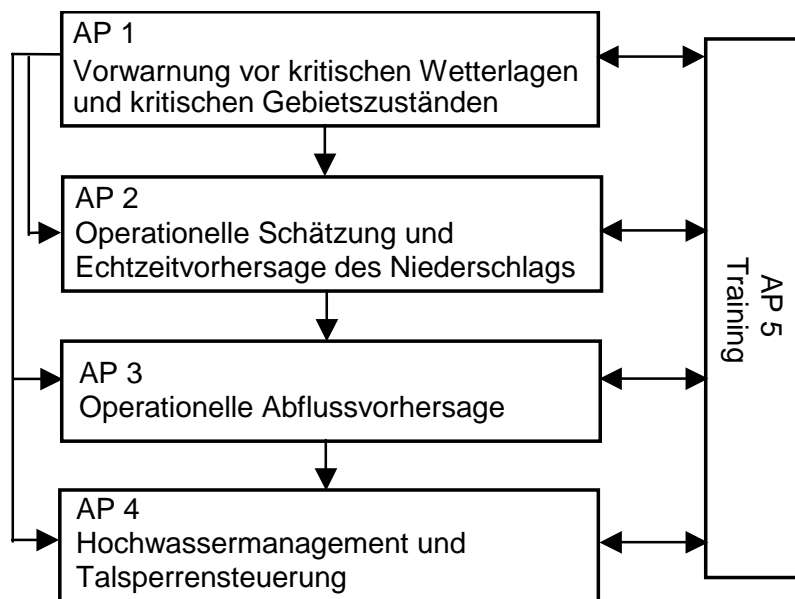 AP 1
Vorwarnung vor kritischen Wetterlagen
und kritischen Gebietszuständen
AP 2
Operationelle Schätzung und
Echtzeitvorhersage des Niederschlags
AP 3
Operationelle Abflussvorhersage
AP 4
Hochwassermanagement und
Talsperrensteuerung
AP 5
Training